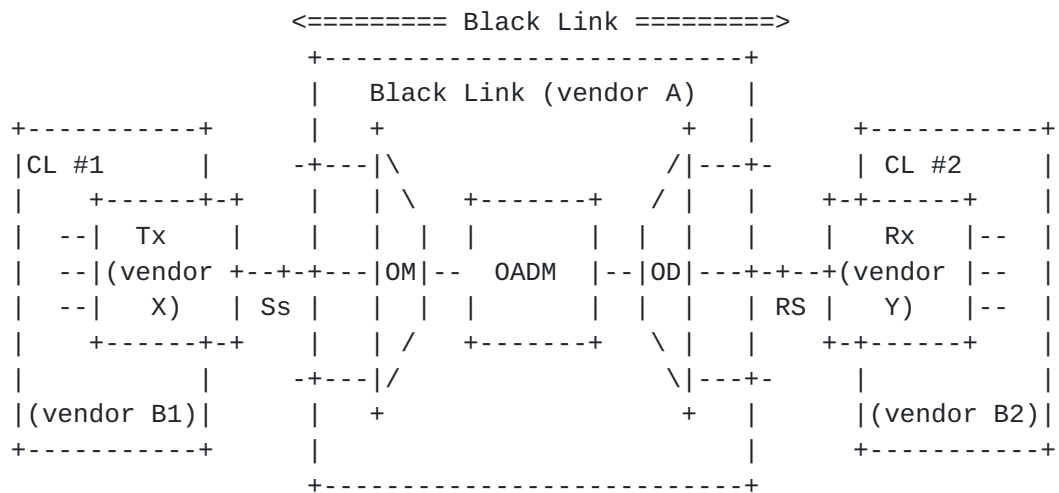 <========= Black Link =========>
Black Link (vendor A)
CL #1
CL #2
Tx
Rx
(vendor
OM
OADM
OD
(vendor
X)
Ss
RS
Y)
(vendor B1)
(vendor B2)